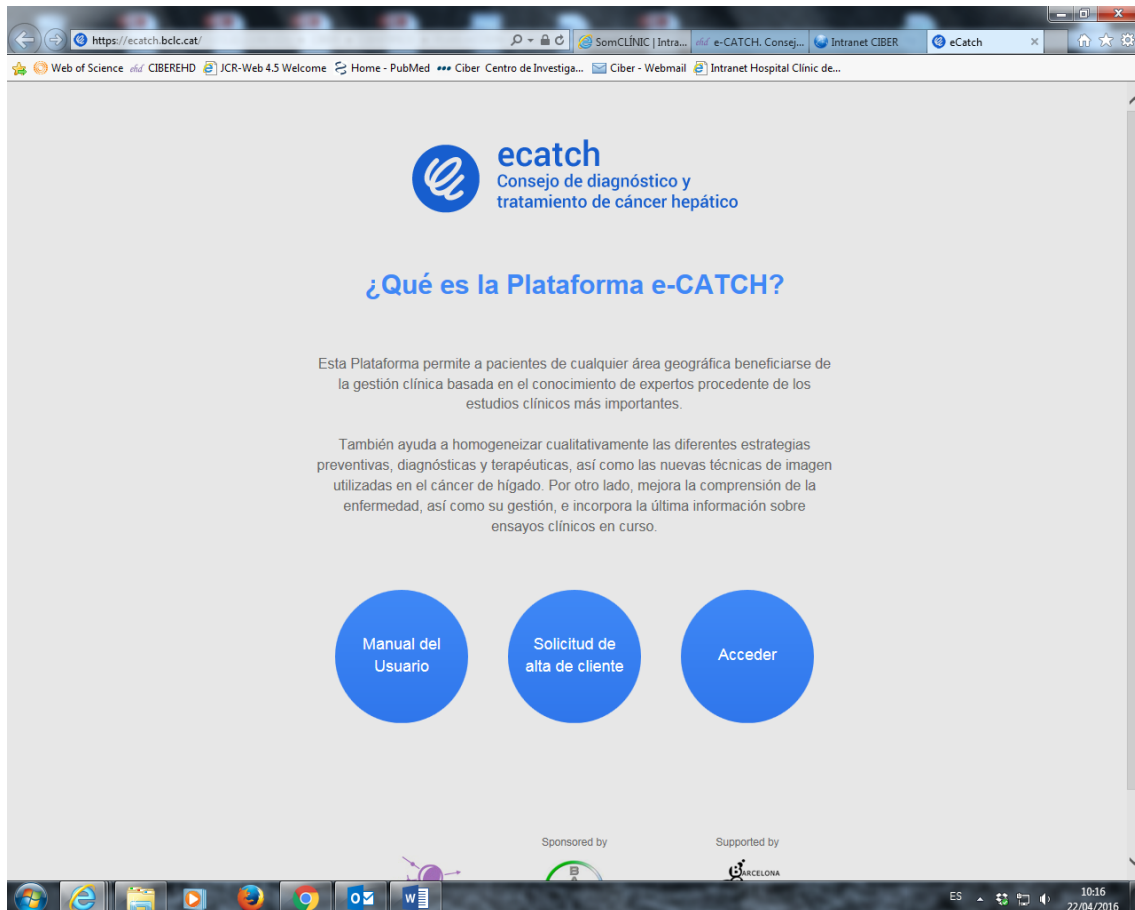 https://ecatch.bclc.cat/
SomCLÍNIC | Intra...
e-CATCH. Consej...
Intranet CIBER
eCatch
Web of Science
CIBEREHD
JCR-Web 4.5 Welcome
Home - PubMed
Ciber Centro de Investiga...
Ciber - Webmail
Intranet Hospital Clínic de...
ecatch
Consejo de diagnóstico y
tratamiento de cáncer hepático
¿Qué es la Plataforma e-CATCH?
Esta Plataforma permite a pacientes de cualquier área geográfica beneficiarse de
la gestión clínica basada en el conocimiento de expertos procedente de los
estudios clínicos más importantes.
También ayuda a homogeneizar cualitativamente las diferentes estrategias
preventivas, diagnósticas y terapéuticas, así como las nuevas técnicas de imagen
utilizadas en el cáncer de hígado. Por otro lado, mejora la comprensión de la
enfermedad, así como su gestión, e incorpora la última información sobre
ensayos clínicos en curso.
Manual del
Usuario
Solicitud de
alta de cliente
Acceder
Sponsored by
Supported by
B
BARCELONA
ES
10:16
22/04/2016